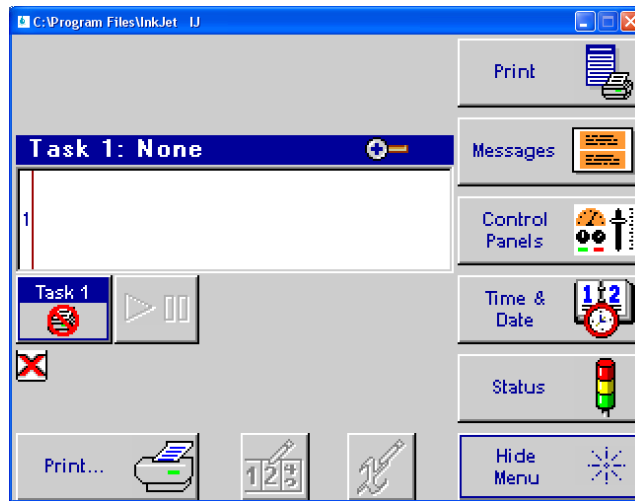 C:\Program Files\InkJet IJ
Print
Task 1: None
Messages
1
Control
Panels
Task 1
Time &
Date
Status
Print...
Hide
Menu